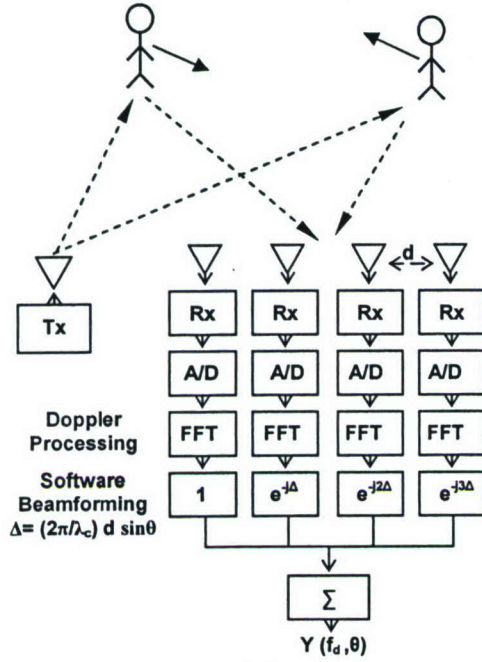 d
Tx
Rx Rx Rx Rx
A/D A/D A/D A/D
Doppler
Processing
FFT FFT FFT FFT
Software
Beamforming
Δ= (2π/λc) d sinθ
1 e-jΔ e-j2Δ e-j3Δ
Σ
Y (fd ,θ)